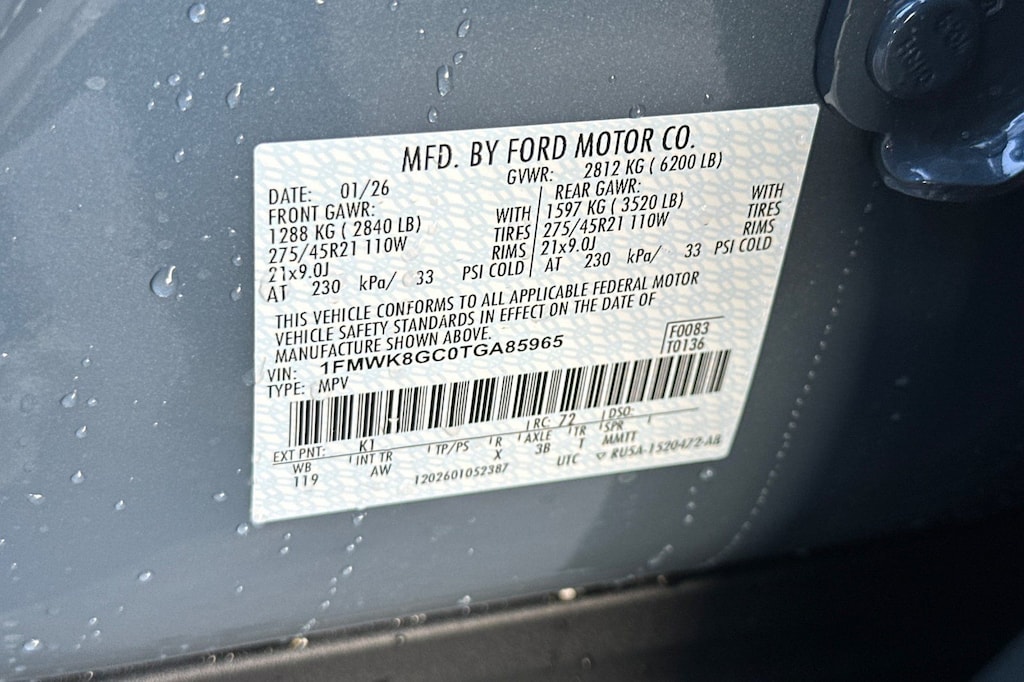 MFD. BY FORD MOTOR CO.
DATE: 01/26 GVWR: 2812 KG ( 6200 LB)
FRONT GAWR: REAR GAWR:
1288 KG ( 2840 LB) WITH 1597 KG ( 3520 LB) WITH
275/45R21 110W TIRES 275/45R21 110W TIRES
21x9.0J RIMS 21x9.0J RIMS
AT 230 kPa/ 33 PSI COLD AT 230 kPa/ 33 PSI COLD
THIS VEHICLE CONFORMS TO ALL APPLICABLE FEDERAL MOTOR
VEHICLE SAFETY STANDARDS IN EFFECT ON THE DATE OF
MANUFACTURE SHOWN ABOVE.
VIN: 1FMWK8GC0TGA85965 F0083
TYPE: MPV T0136
EXT PNT: K1 RC: 72 DSO:
WB INT TR TP/PS R AXLE TR SPR
119 AW X 3B T MMTT
1202601052387 UTC ▽ RUSA-1520472-AB